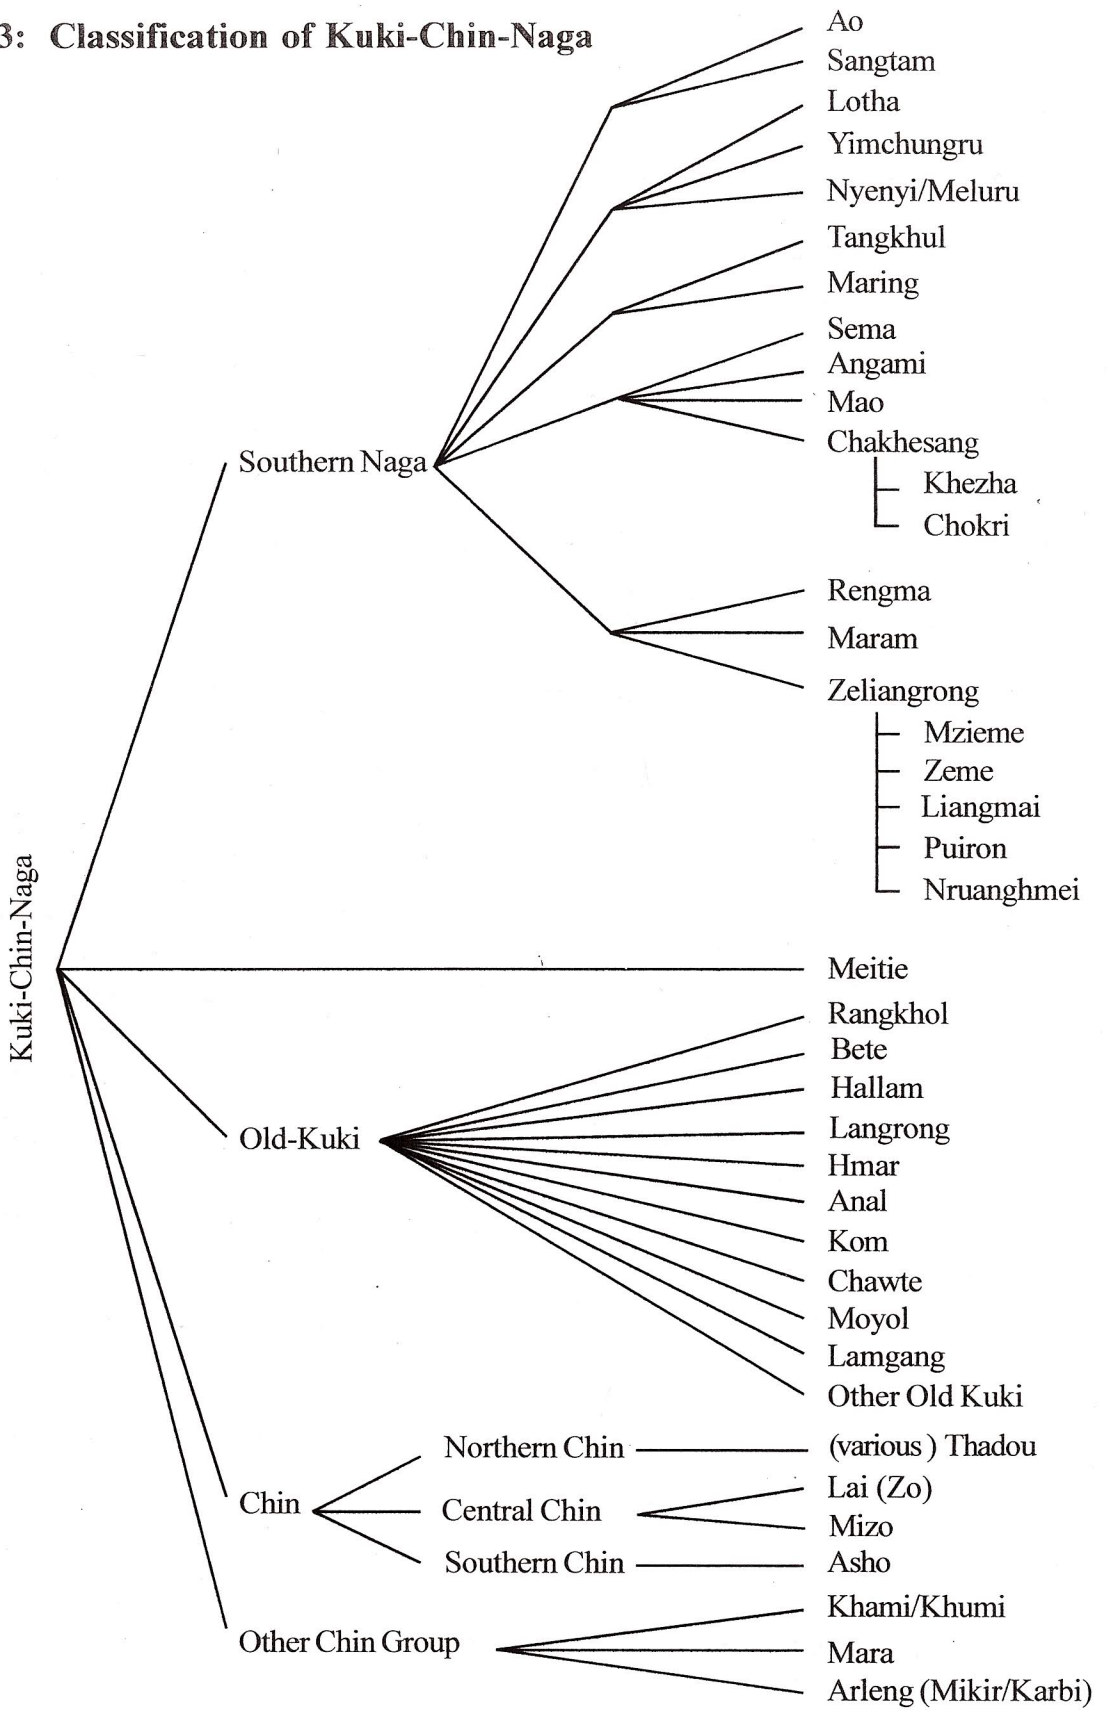 3: Classification of Kuki-Chin-Naga
Ao
Sangtam
Lotha
Yimchungru
Nyenyi/Meluru
Tangkhul
Maring
Sema
Angami
Mao
Chakhesang
Southern Naga
Khezha
Chokri
Rengma
Maram
Zeliangrong
Mzieme
Zeme
Liangmai
Puiron
Nruanghmei
Kuki-Chin-Naga
Meitie
Rangkhol
Bete
Hallam
Langrong
Old-Kuki
Hmar
Anal
Kom
Chawte
Moyol
Lamgang
Other Old Kuki
Northern Chin
(various ) Thadou
Lai (Zo)
Chin
Central Chin
Mizo
Southern Chin
Asho
Khami/Khumi
Other Chin Group
Mara
Arleng (Mikir/Karbi)